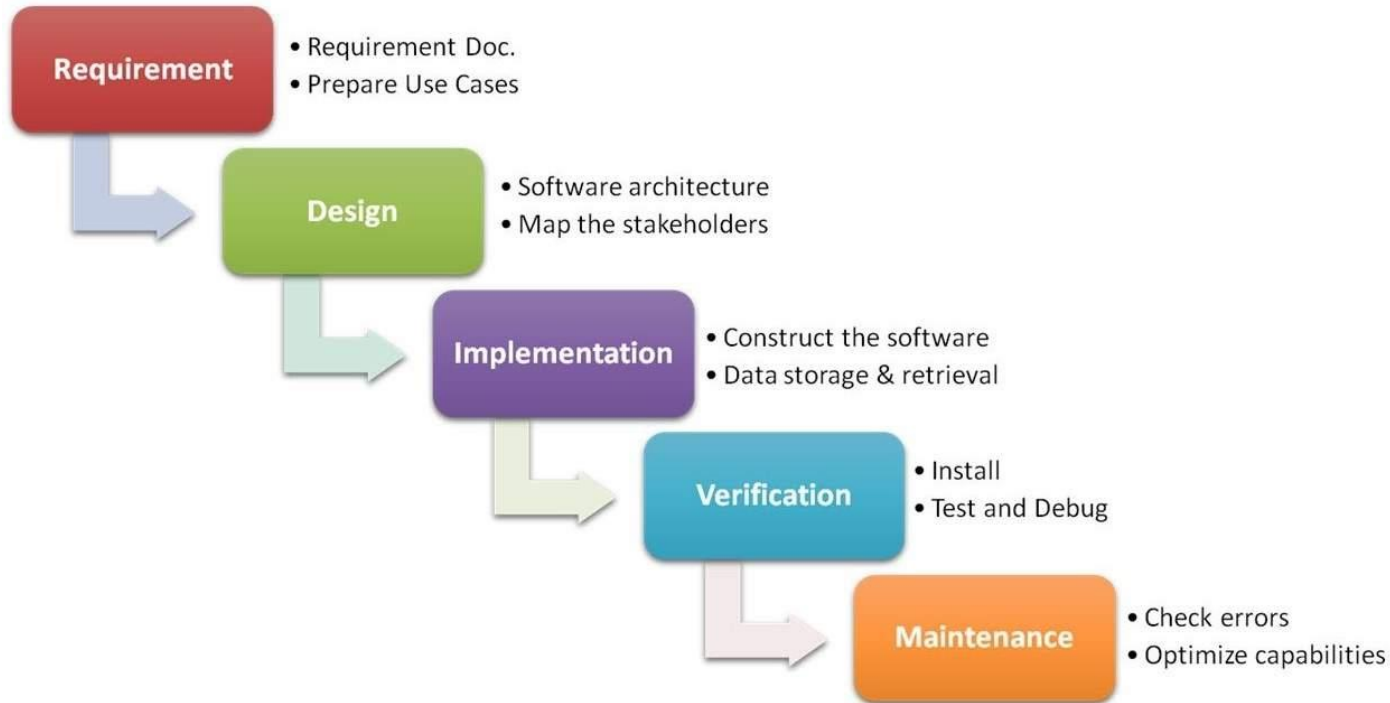 Requirement
• Requirement Doc.
• Prepare Use Cases
Design
• Software architecture
• Map the stakeholders
Implementation
• Construct the software
• Data storage & retrieval
Verification
• Install
• Test and Debug
Maintenance
• Check errors
• Optimize capabilities